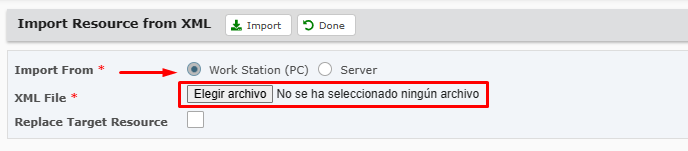 Import Resource from XML Import Done
Import From * Work Station (PC) Server
XML File * Elegir archivo No se ha seleccionado ningún archivo
Replace Target Resource